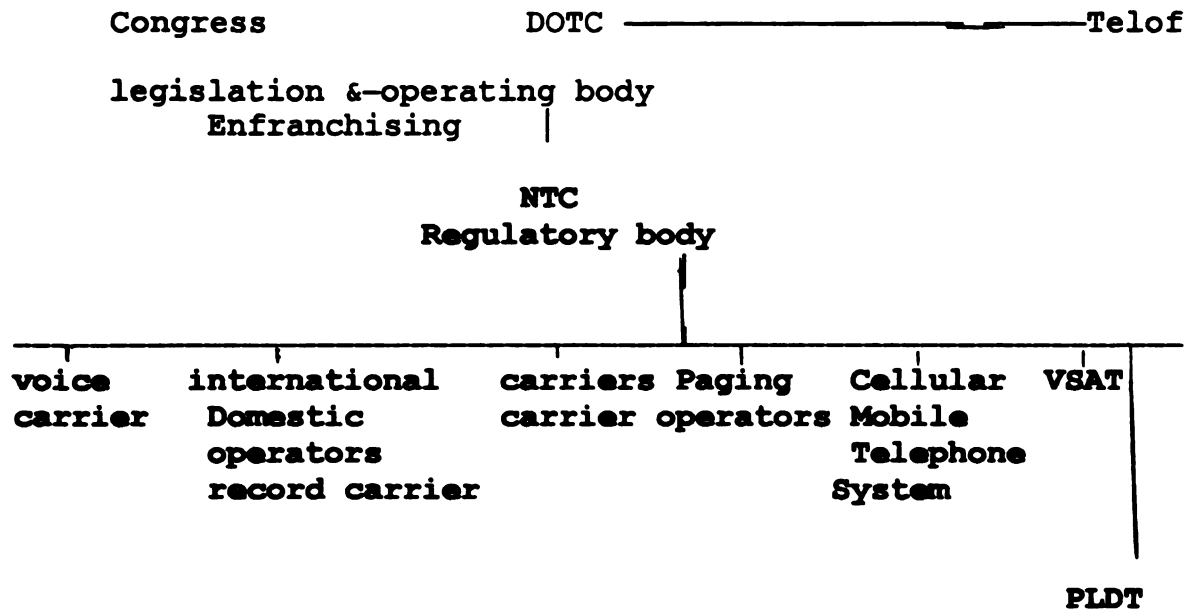 Congress DOTC Telof
legislation &-operating body
Enfranchising
NTC
Regulatory body
voice international carriers Paging Cellular VSAT
carrier Domestic carrier operators Mobile
operators Telephone
record carrier System
PLDT